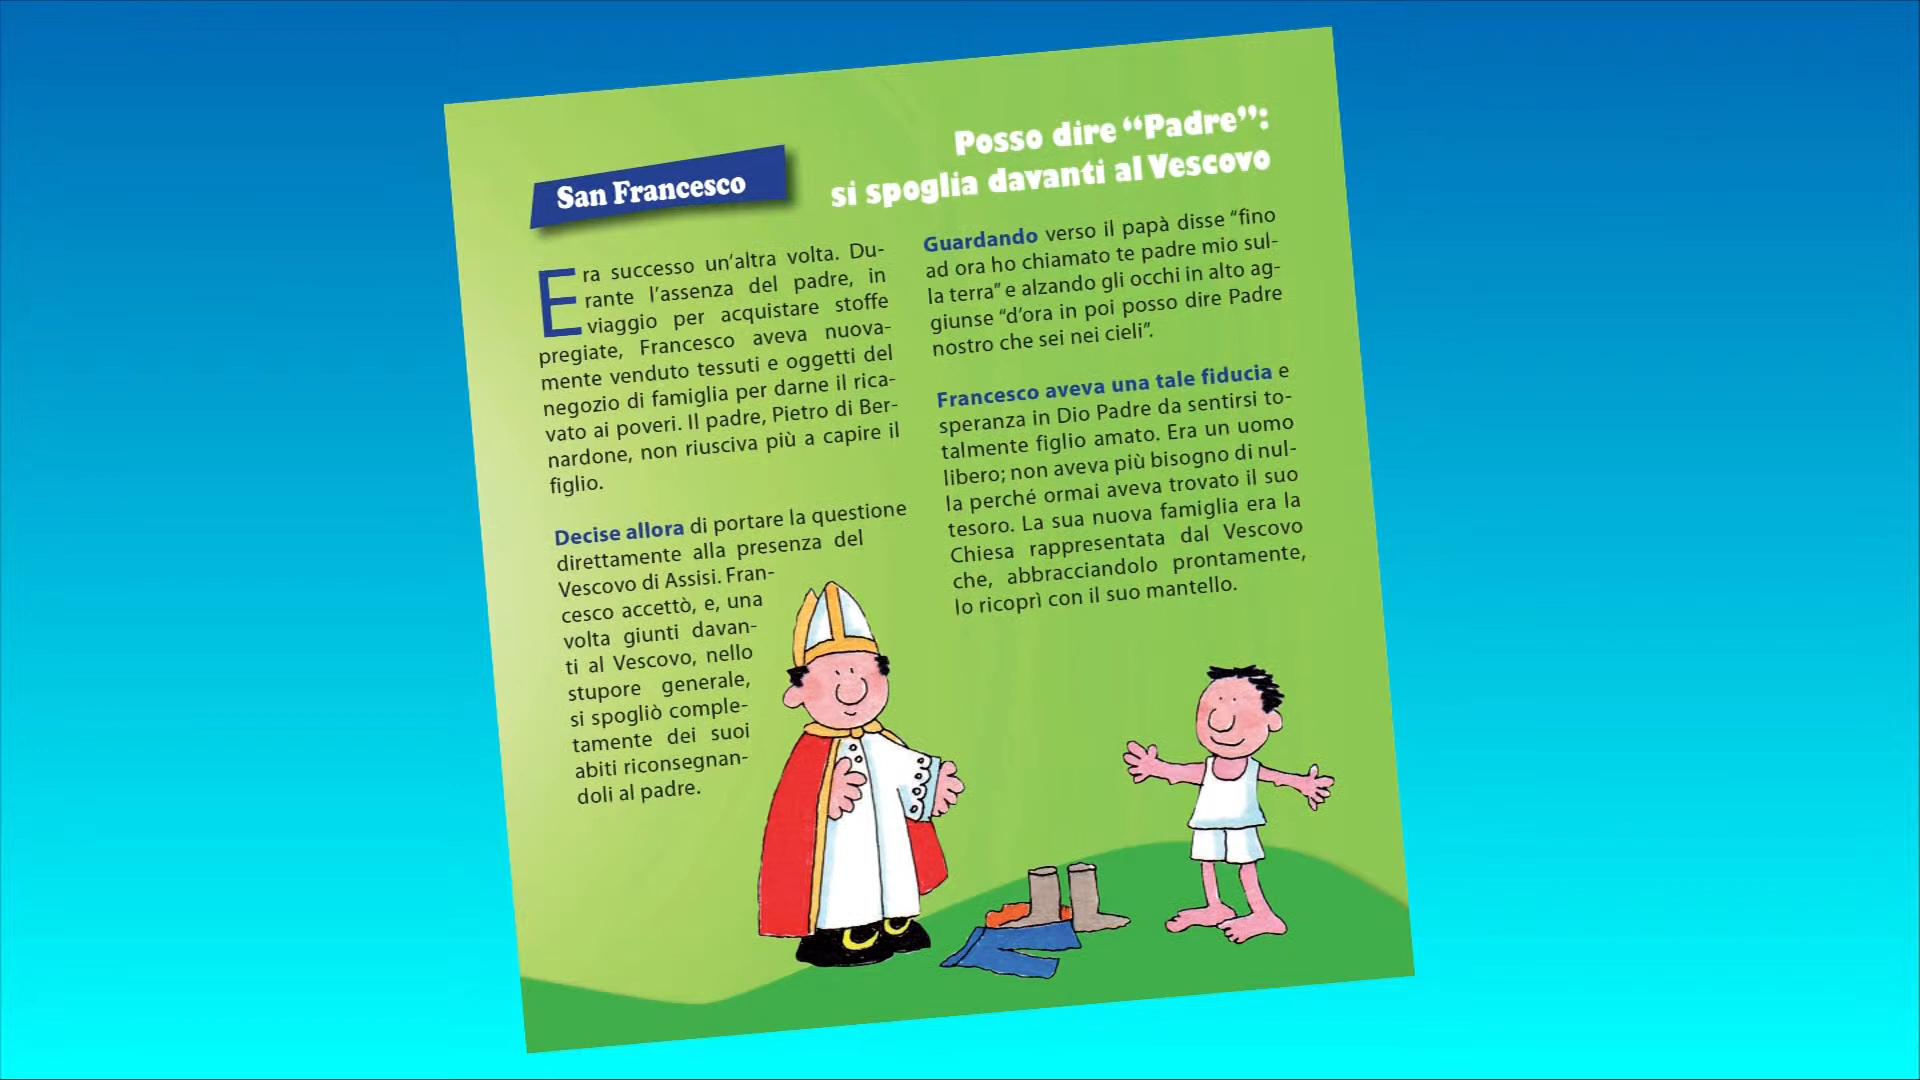 San Francesco
Posso dire “Padre”:
si spoglia davanti al Vescovo
Era successo un’altra volta. Du-
rante l’assenza del padre, in
viaggio per acquistare stoffe
pregiate, Francesco aveva nuova-
mente venduto tessuti e oggetti del
negozio di famiglia per darne il rica-
vato ai poveri. Il padre, Pietro di Ber-
nardone, non riusciva più a capire il
figlio.
Decise allora di portare la questione
direttamente alla presenza del
Vescovo di Assisi. Fran-
cesco accettò, e, una
volta giunti davan-
ti al Vescovo, nello
stupore generale,
si spogliò comple-
tamente dei suoi
abiti riconsegnan-
doli al padre.
Guardando verso il papà disse “fino
ad ora ho chiamato te padre mio sul-
la terra” e alzando gli occhi in alto ag-
giunse “d’ora in poi posso dire Padre
nostro che sei nei cieli”.
Francesco aveva una tale fiducia e
speranza in Dio Padre da sentirsi to-
talmente figlio amato. Era un uomo
libero; non aveva più bisogno di nul-
la perché ormai aveva trovato il suo
tesoro. La sua nuova famiglia era la
Chiesa rappresentata dal Vescovo
che, abbracciandolo prontamente,
lo ricoprì con il suo mantello.